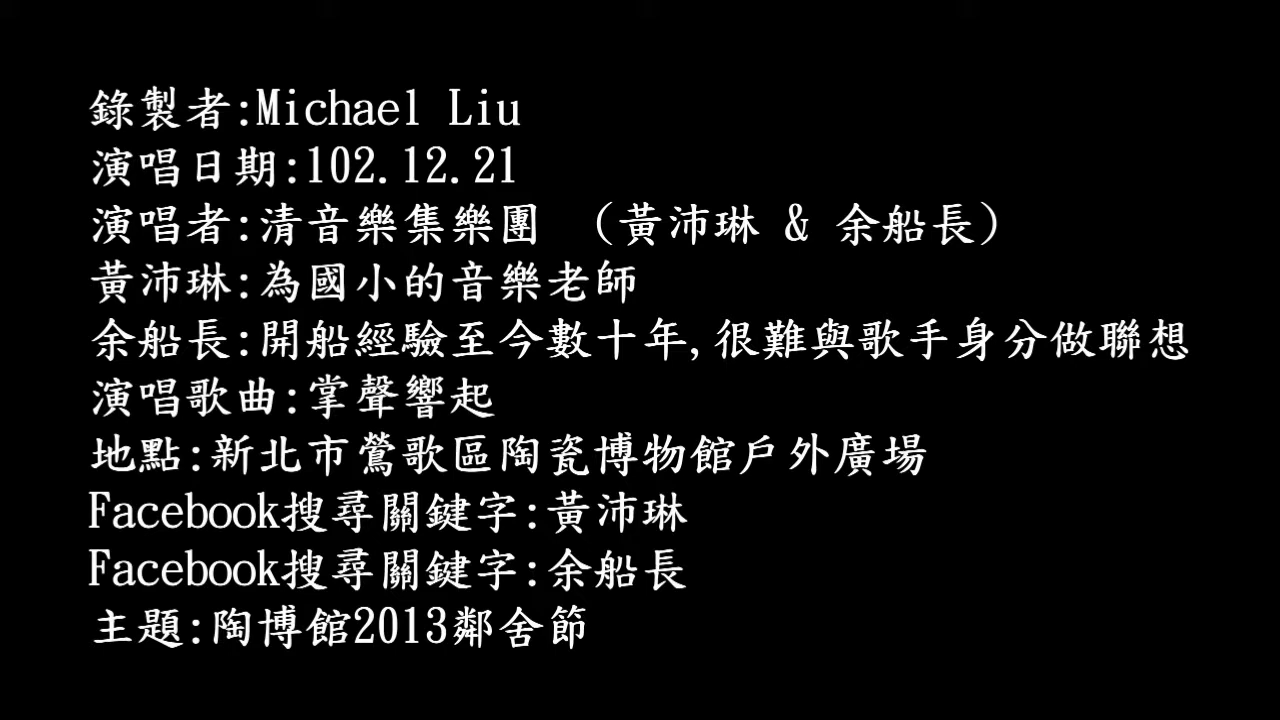 錄製者:Michael Liu
演唱日期:102.12.21
演唱者:清音樂集樂團 (黃沛琳 & 余船長)
黃沛琳:為國小的音樂老師
余船長:開船經驗至今數十年,很難與歌手身分做聯想
演唱歌曲:掌聲響起
地點:新北市鶯歌區陶瓷博物館戶外廣場
Facebook搜尋關鍵字:黃沛琳
Facebook搜尋關鍵字:余船長
主題:陶博館2013鄰舍節